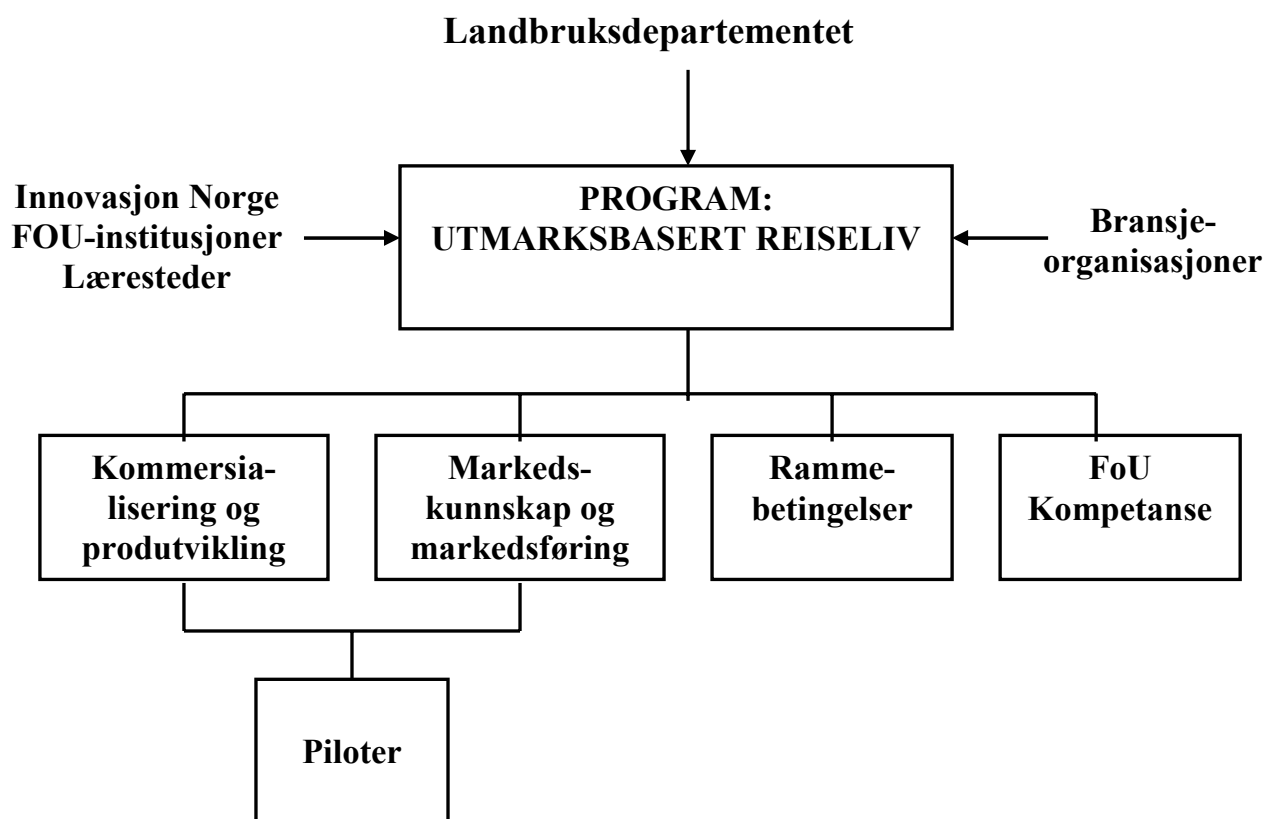 Landbruksdepartementet
Innovasjon Norge
FOU-institusjoner
Læresteder
PROGRAM:
UTMARKSBASERT REISELIV
Bransje-
organisasjoner
Kommersia-
lisering og
produtvikling
Markeds-
kunnskap og
markedsføring
Ramme-
betingelser
FoU
Kompetanse
Piloter